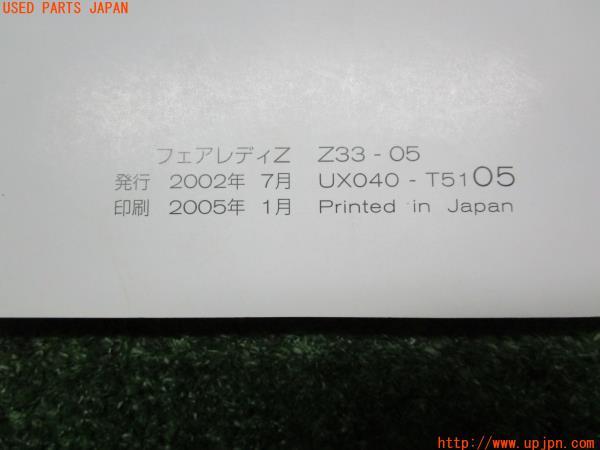 USED PARTS JAPAN
フェアレディZ Z33-05
発行 2002年 7月 UX040-T5105
印刷 2005年 1月 Printed in Japan
http://www.upjpn.com